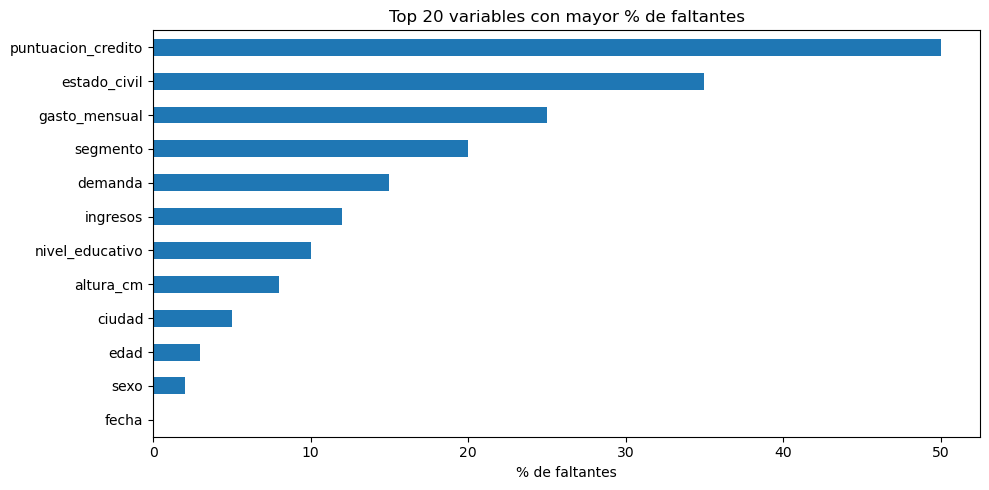 Top 20 variables con mayor % de faltantes
puntuacion_credito
estado_civil
gasto_mensual
segmento
demanda
ingresos
nivel_educativo
altura_cm
ciudad
edad
sexo
fecha
0 10 20 30 40 50
% de faltantes